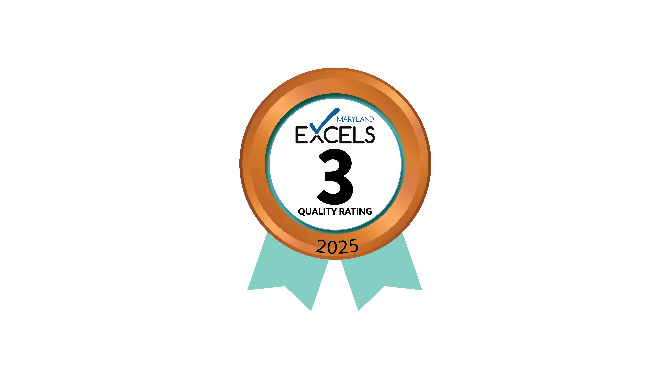 MARYLAND
EXCELS
3
QUALITY RATING
2025